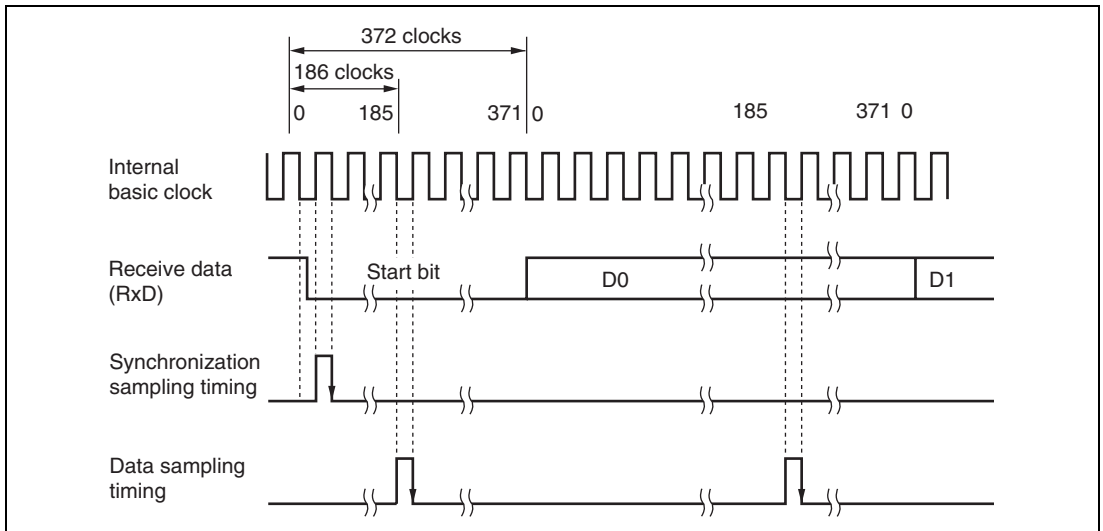 372 clocks
186 clocks
0 185 371 0 185 371 0
Internal
basic clock
Receive data
(RxD)
Start bit D0 D1
Synchronization
sampling timing
Data sampling
timing